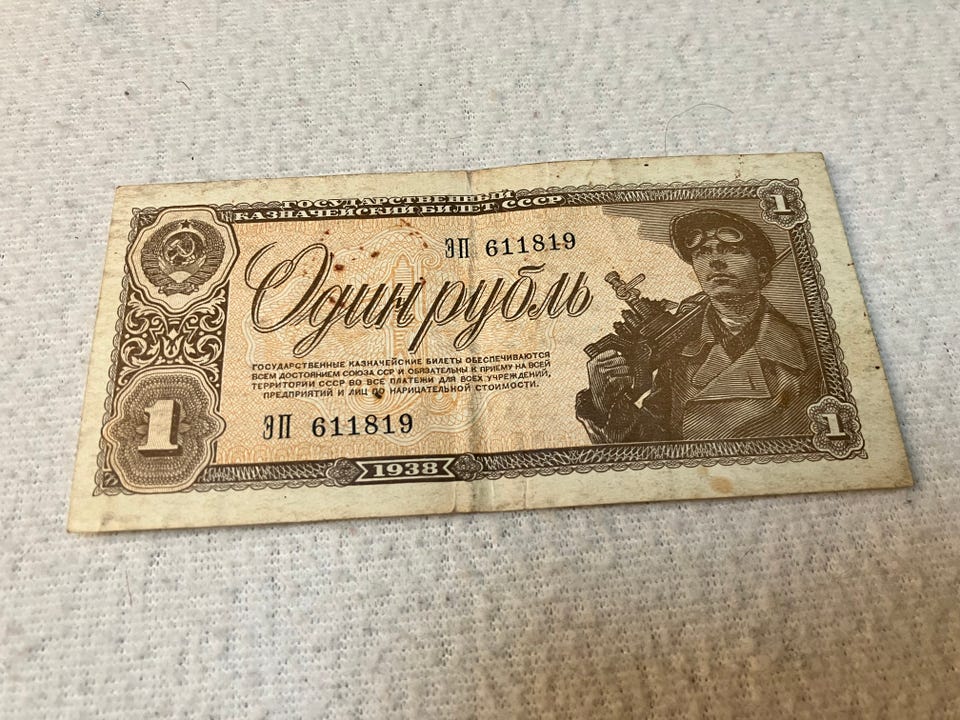 ГОСУДАРСТВЕННЫЙ
КАЗНАЧЕЙСКИЙ БИЛЕТ СССР
1
ЭП 611819
Один рубль
ГОСУДАРСТВЕННЫЕ КАЗНАЧЕЙСКИЕ БИЛЕТЫ ОБЕСПЕЧИВАЮТСЯ
ВСЕМ ДОСТОЯНИЕМ СОЮЗА ССР И ОБЯЗАТЕЛЬНЫ К ПРИЕМУ НА ВСЕЙ
ТЕРРИТОРИИ СССР ВО ВСЕ ПЛАТЕЖИ ДЛЯ ВСЕХ УЧРЕЖДЕНИЙ,
ПРЕДПРИЯТИЙ И ЛИЦ ПО НАРИЦАТЕЛЬНОЙ СТОИМОСТИ.
1
ЭП 611819
1
1938